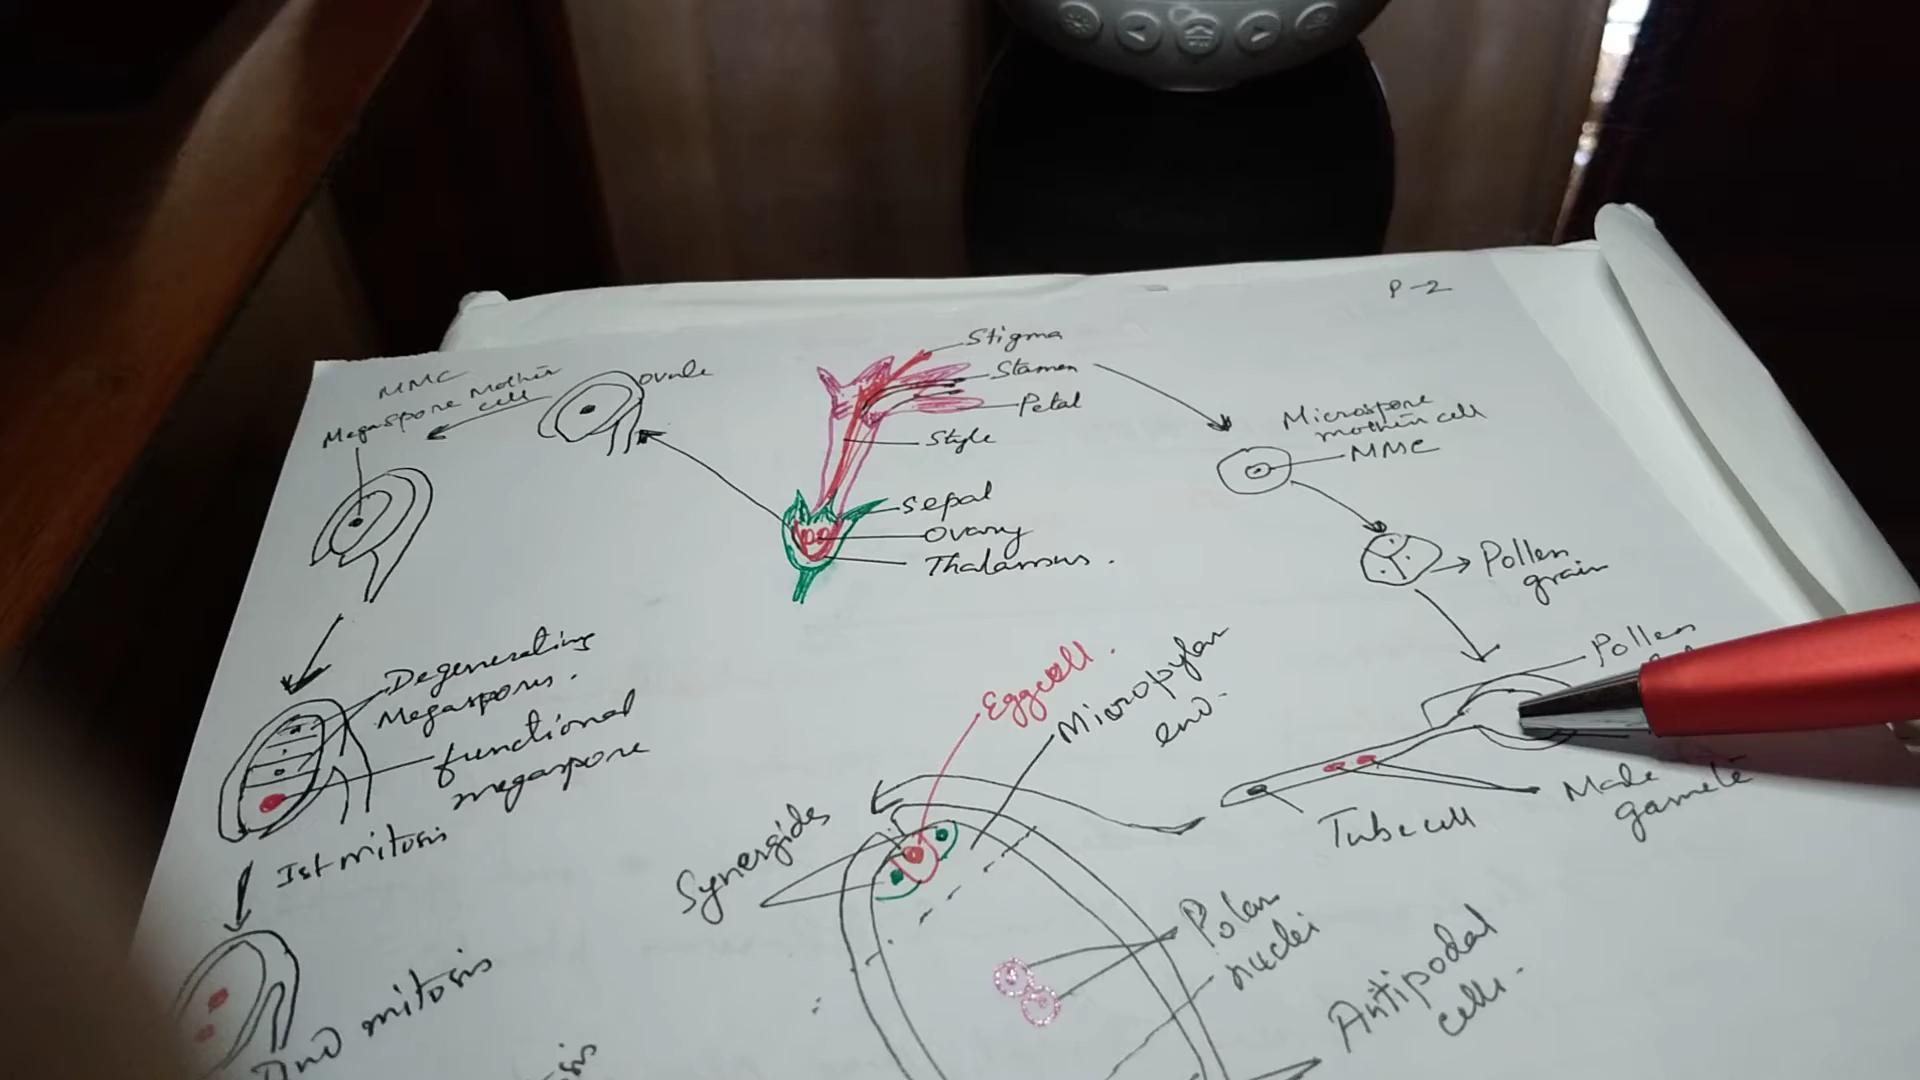 P-2
Stigma
Stamen
Petal
Style
Sepal
Ovary
Thalamus.
MMC
Megaspore Mother
cell
ovule
Microspore
mother cell
MMC
Pollen
grain
Pollen
Degenerating
Megaspores.
functional
megaspore
Ist mitosis
mitosis
Eggcell.
Micropylar
end.
Synergids
Tube cell
Male
gamete
Polar
nuclei
Antipodal
cells.